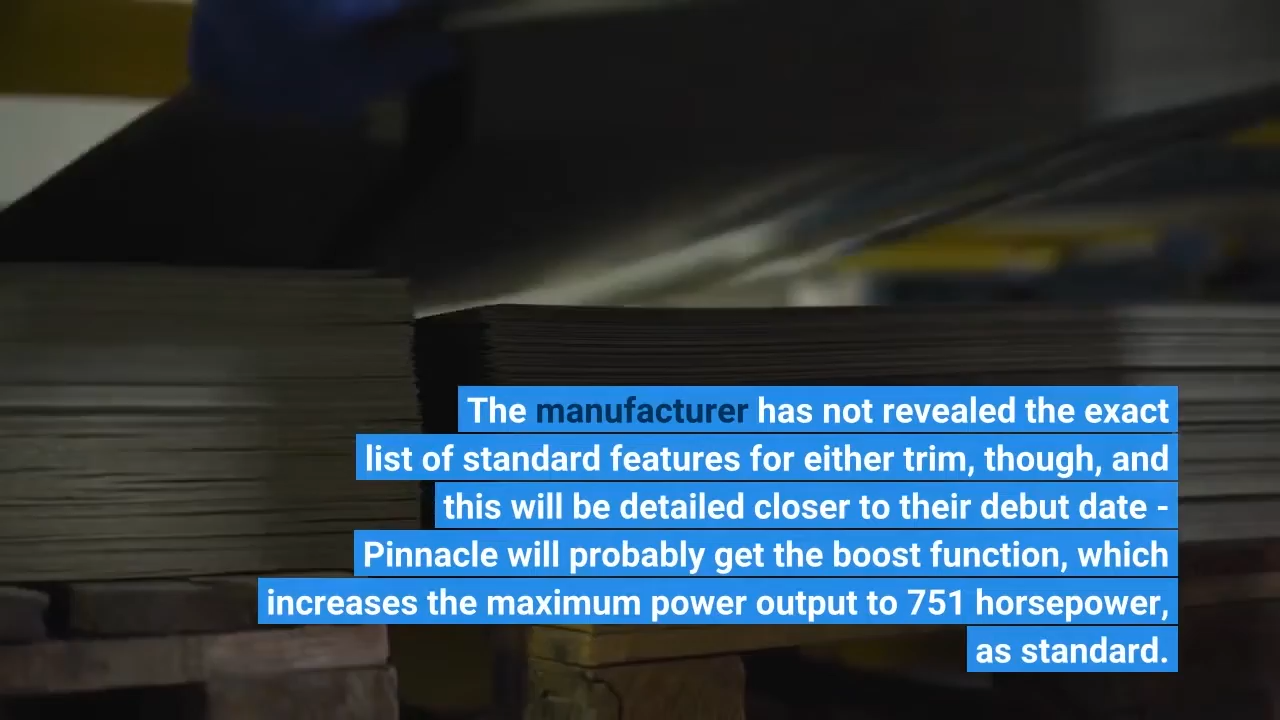 The manufacturer has not revealed the exact
list of standard features for either trim, though, and
this will be detailed closer to their debut date -
Pinnacle will probably get the boost function, which
increases the maximum power output to 751 horsepower,
as standard.